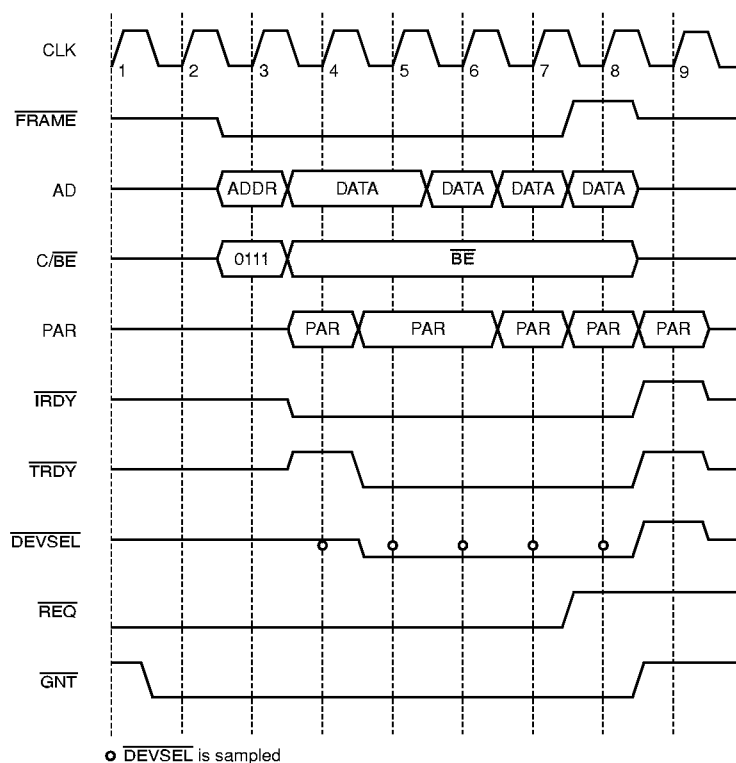 CLK
1 2 3 4 5 6 7 8 9
FRAME
AD
ADDR DATA DATA DATA DATA
C/BE
0111 BE
PAR
PAR PAR PAR PAR PAR
IRDY
TRDY
DEVSEL
REQ
GNT
DEVSEL is sampled